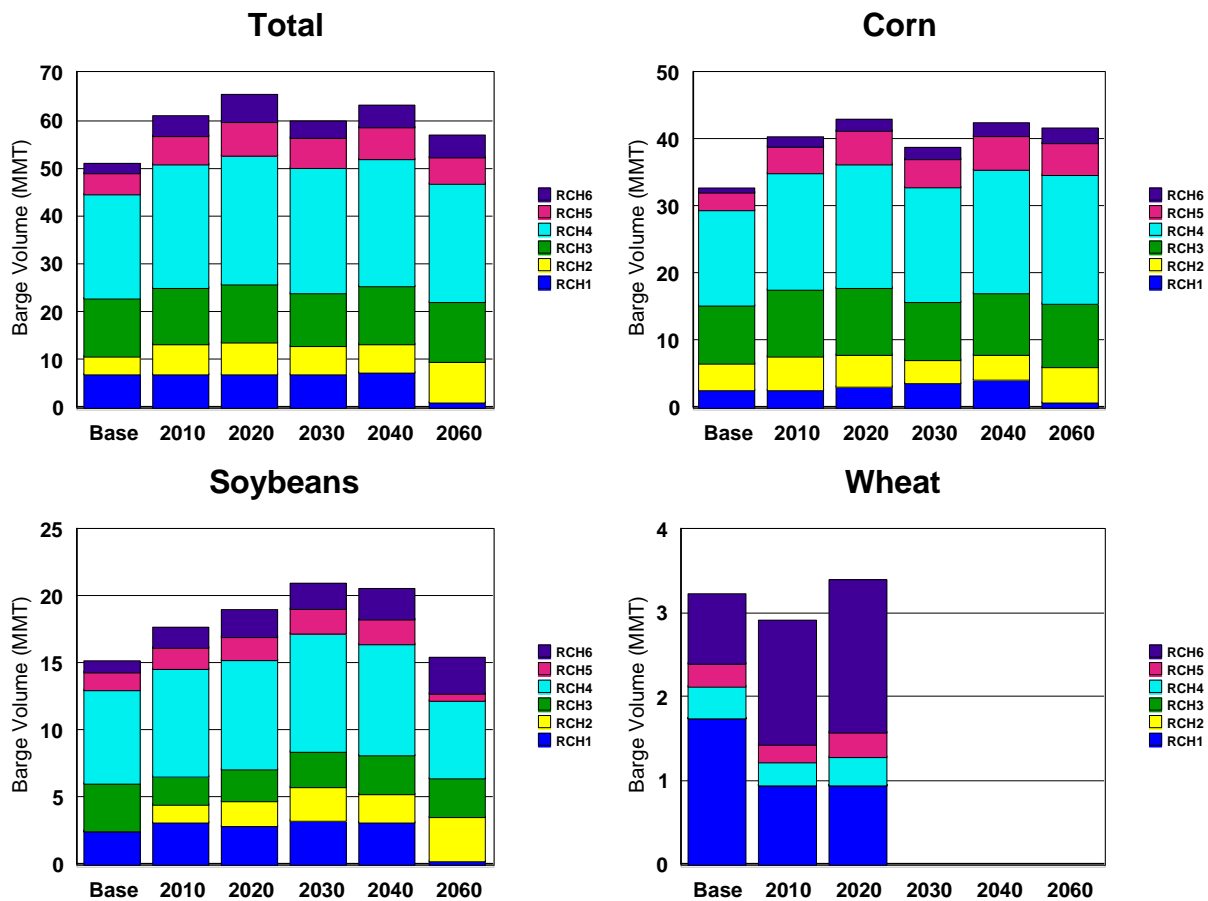 Total
Barge Volume (MMT)
70
60
50
40
30
20
10
0
Base 2010 2020 2030 2040 2060
RCH6
RCH5
RCH4
RCH3
RCH2
RCH1
Corn
Barge Volume (MMT)
50
40
30
20
10
0
Base 2010 2020 2030 2040 2060
RCH6
RCH5
RCH4
RCH3
RCH2
RCH1
Soybeans
Barge Volume (MMT)
25
20
15
10
5
0
Base 2010 2020 2030 2040 2060
RCH6
RCH5
RCH4
RCH3
RCH2
RCH1
Wheat
Barge Volume (MMT)
4
3
2
1
0
Base 2010 2020 2030 2040 2060
RCH6
RCH5
RCH4
RCH3
RCH2
RCH1